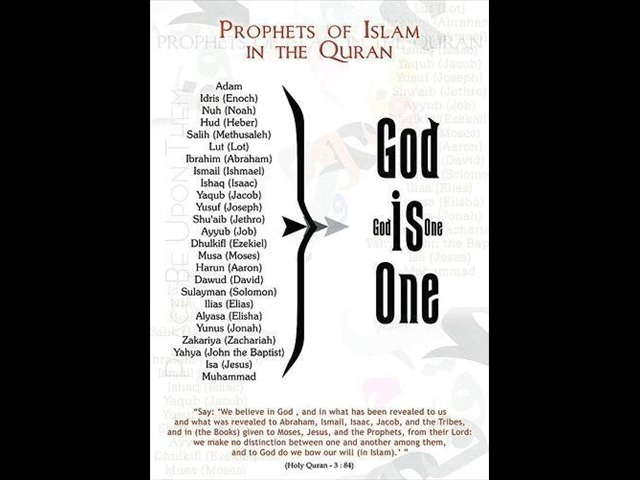 PROPHETS OF ISLAM
IN THE QURAN
Adam
Idris (Enoch)
Nuh (Noah)
Hud (Heber)
Salih (Methusaleh)
Lut (Lot)
Ibrahim (Abraham)
Ismail (Ishmael)
Ishaq (Isaac)
Yaqub (Jacob)
Yusuf (Joseph)
Shu'aib (Jethro)
Ayyub (Job)
Dhulkifl (Ezekiel)
Musa (Moses)
Harun (Aaron)
Dawud (David)
Sulayman (Solomon)
Ilias (Elias)
Alyasa (Elisha)
Yunus (Jonah)
Zakariya (Zachariah)
Yahya (John the Baptist)
Isa (Jesus)
Muhammad
God
God is One
One
"Say: 'We believe in God , and in what has been revealed to us
and what was revealed to Abraham, Ismail, Isaac, Jacob, and the Tribes,
and in (the Books) given to Moses, Jesus, and the Prophets, from their Lord:
we make no distinction between one and another among them,
and to God do we bow our will (in Islam).' "
(Holy Quran - 3 : 84)